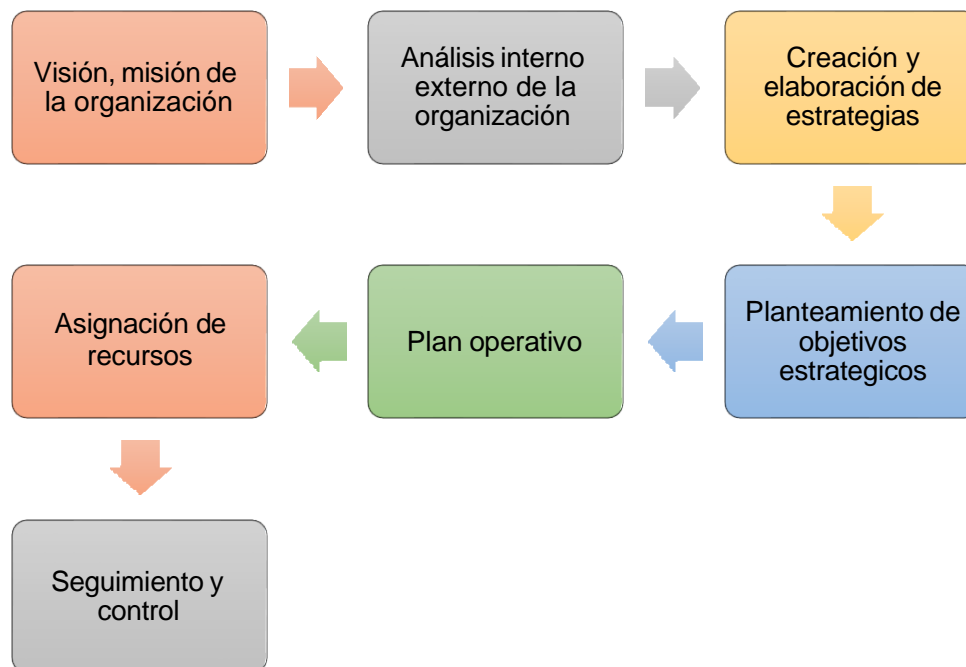 Visión, misión de
la organización
Análisis interno
externo de la
organización
Creación y
elaboración de
estrategias
Planteamiento de
objetivos
estrategicos
Plan operativo
Asignación de
recursos
Seguimiento y
control